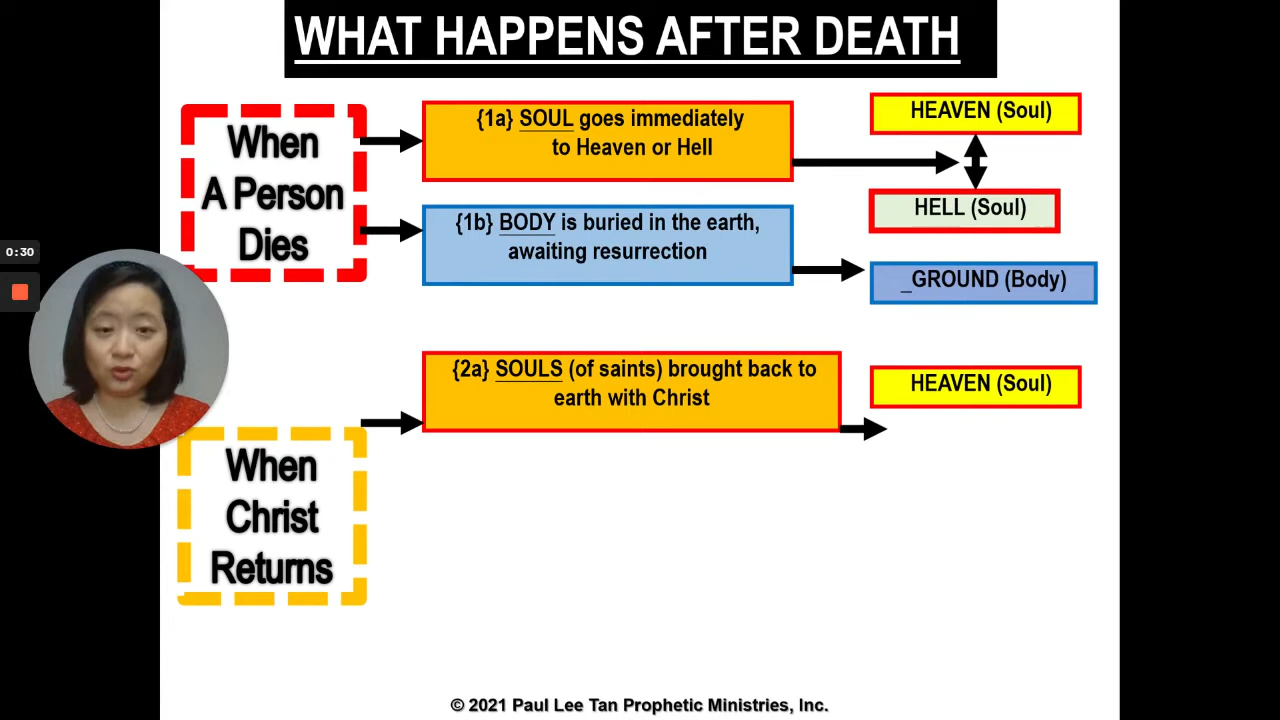 WHAT HAPPENS AFTER DEATH
When
A Person
Dies
{1a} SOUL goes immediately
to Heaven or Hell
HEAVEN (Soul)
HELL (Soul)
{1b} BODY is buried in the earth,
awaiting resurrection
_GROUND (Body)
0:30
{2a} SOULS (of saints) brought back to
earth with Christ
HEAVEN (Soul)
When
Christ
Returns
© 2021 Paul Lee Tan Prophetic Ministries, Inc.